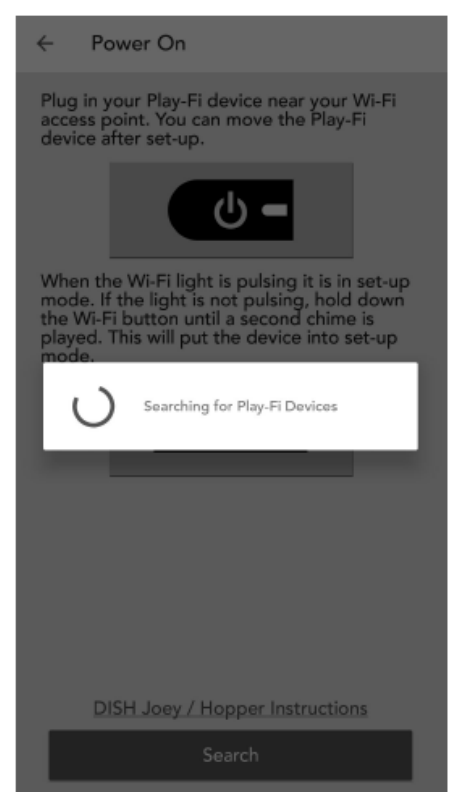 Power On
Plug in your Play-Fi device near your Wi-Fi
access point. You can move the Play-Fi
device after set-up.
When the Wi-Fi light is pulsing it is in set-up
mode. If the light is not pulsing, hold down
the Wi-Fi button until a second chime is
played. This will put the device into set-up
mode.
Searching for Play-Fi Devices
DISH Joey / Hopper Instructions
Search